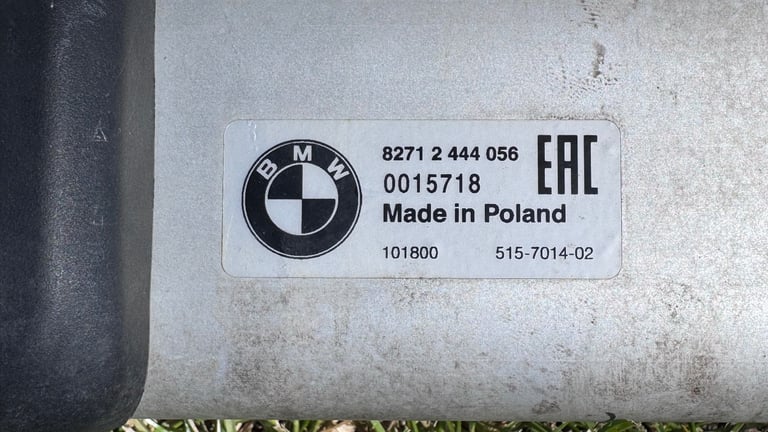 BMW
8271 2 444 056
EAC
0015718
Made in Poland
101800
515-7014-02